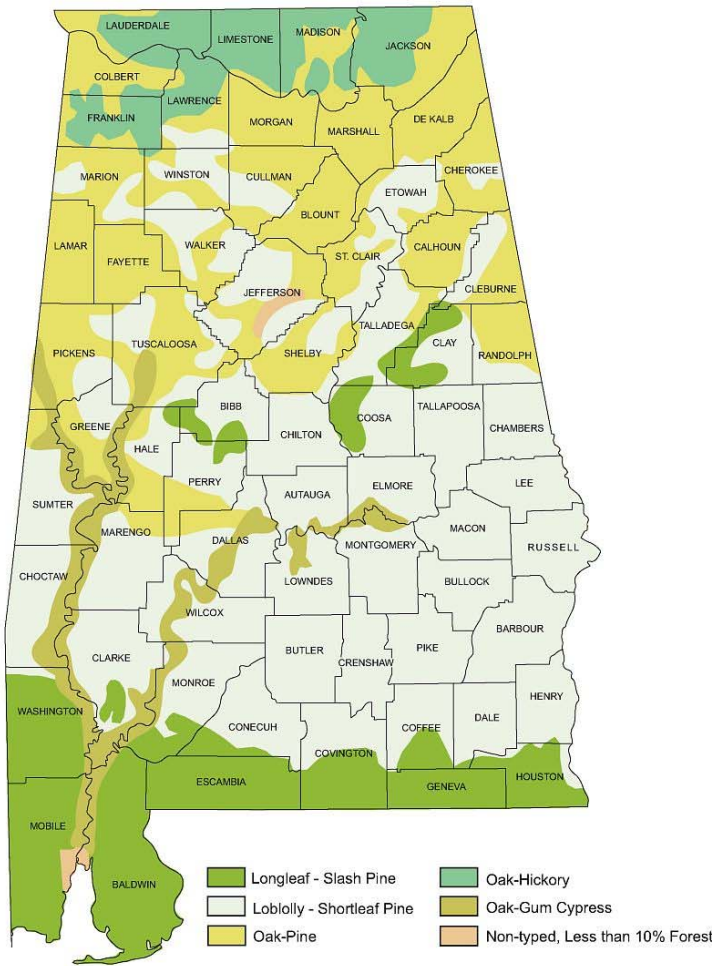 LAUDERDALE
LIMESTONE
MADISON
JACKSON
COLBERT
LAWRENCE
FRANKLIN
MORGAN
MARSHALL
DE KALB
MARION
WINSTON
CULLMAN
ETOWAH
CHEROKEE
BLOUNT
LAMAR
FAYETTE
WALKER
ST. CLAIR
CALHOUN
JEFFERSON
CLEBURNE
TALLADEGA
PICKENS
TUSCALOOSA
SHELBY
CLAY
RANDOLPH
GREENE
BIBB
COOSA
TALLAPOOSA
CHAMBERS
HALE
CHILTON
PERRY
SUMTER
AUTAUGA
ELMORE
LEE
MARENGO
DALLAS
MONTGOMERY
MACON
RUSSELL
CHOCTAW
LOWNDES
BULLOCK
WILCOX
CLARKE
BUTLER
CRENSHAW
PIKE
BARBOUR
MONROE
WASHINGTON
CONECUH
COFFEE
DALE
HENRY
COVINGTON
ESCAMBIA
GENEVA
HOUSTON
MOBILE
BALDWIN
Longleaf - Slash Pine
Loblolly - Shortleaf Pine
Oak-Pine
Oak-Hickory
Oak-Gum Cypress
Non-typed, Less than 10% Forest